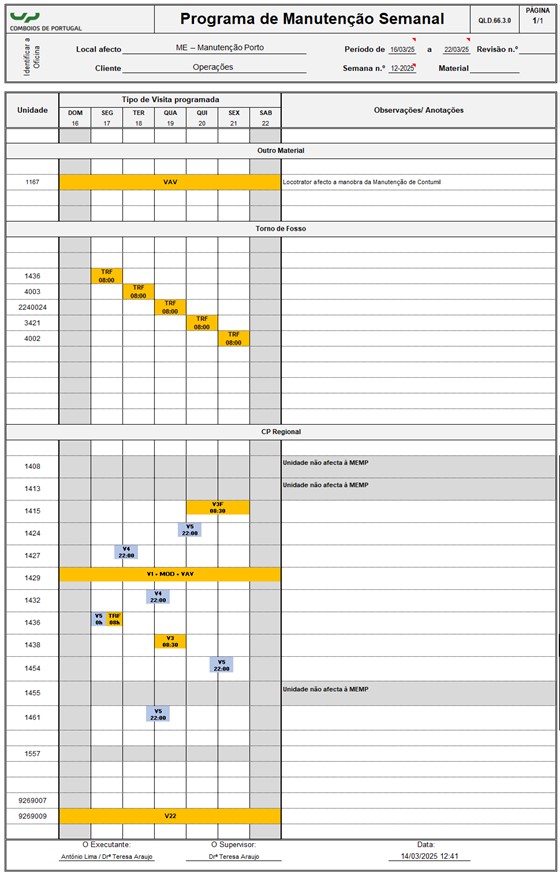 COMBOIOS DE PORTUGAL
Programa de Manutenção Semanal
QLD.66.3.0
PÁGINA
1/1
Identificar a Oficina
Local afecto ME – Manutenção Porto
Periodo de 16/03/25 a 22/03/25 Revisão n.º
Cliente Operações
Semana n.º 12-2025 Material
Unidade
Tipo de Visita programada
Observações/ Anotações
DOM SEG TER QUA QUI SEX SAB
16 17 18 19 20 21 22
Outro Material
1167 VAV Locotrator afecto a manobra da Manutenção de Contumil
Torno de Fosso
1436 TRF 08:00
4003 TRF 08:00
2240024 TRF 08:00
3421 TRF 08:00
4002 TRF 08:00
CP Regional
1408 Unidade não afecta à MEMP
1413 Unidade não afecta à MEMP
1415 V3F 08:30
1424 V5 22:00
1427 V4 22:00
1429 VI + MOD + VAV
1432 V4 22:00
1436 V5 0h TRF 08h
1438 V3 08:30
1454 V5 22:00
1455 Unidade não afecta à MEMP
1461 V5 22:00
1557
9269007
9269009 V22
O Executante: O Supervisor: Data:
António Lima / Drª Teresa Araujo Drª Teresa Araujo 14/03/2025 12:41